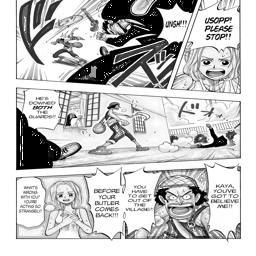 UNGH!!!
USOPP!
PLEASE
STOP!!
HE'S
DOWNED
BOTH
THE
GUARDS!!
KAYA,
YOU'VE
GOT TO
BELIEVE
ME!!
YOU
HAVE TO
GET OUT
OF THE
VILLAGE!!
BEFORE
YOUR
BUTLER
COMES
BACK!!!
WHAT'S
WRONG
WITH YOU?!
YOU'RE
ACTING SO
STRANGELY!